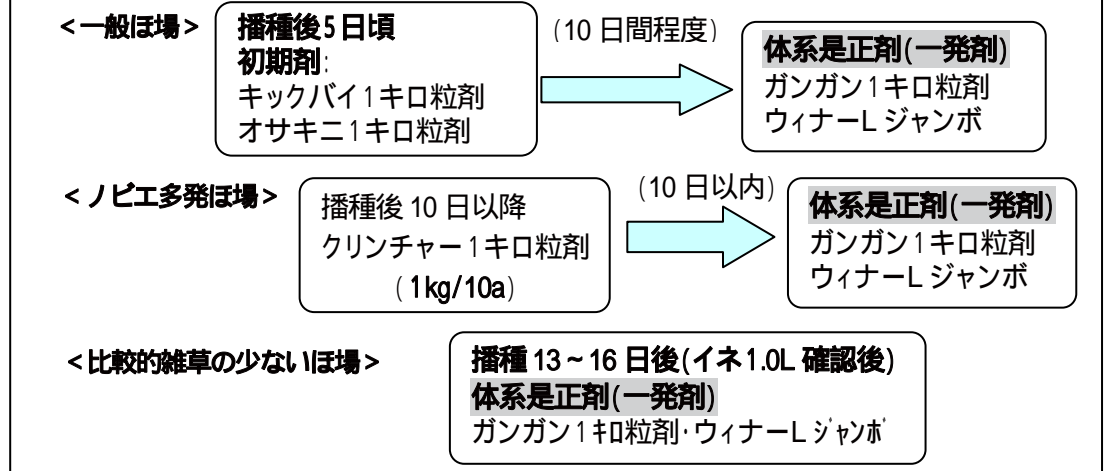 ＜一般ほ場＞
播種後5日頃
初期剤:
キックバイ1キロ粒剤
オサキニ1キロ粒剤
(10日間程度)
体系是正剤(一発剤)
ガンガン1キロ粒剤
ウィナーLジャンボ
＜ノビエ多発ほ場＞
播種後10日以降
クリンチャー1キロ粒剤
(1kg/10a)
(10日以内)
体系是正剤(一発剤)
ガンガン1キロ粒剤
ウィナーLジャンボ
＜比較的雑草の少ないほ場＞
播種13～16日後(イネ1.0L確認後)
体系是正剤(一発剤)
ガンガン1ｷﾛ粒剤･ウィナーLｼﾞｬﾝﾎﾞ